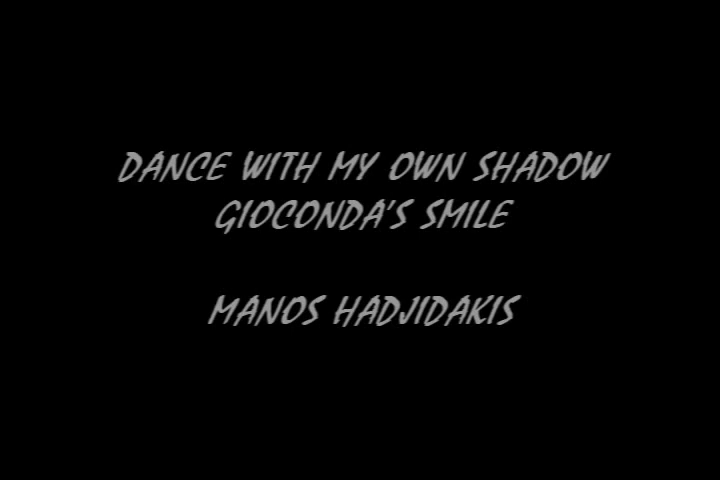 DANCE WITH MY OWN SHADOW
GIOCONDA'S SMILE
MANOS HADJIDAKIS